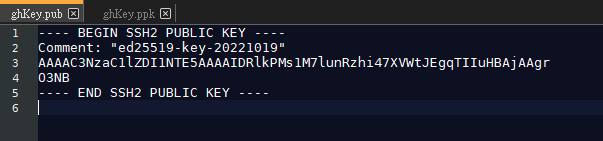 ghKey.pub ghKey.ppk
1 ---- BEGIN SSH2 PUBLIC KEY ----
2 Comment: "ed25519-key-20221019"
3 AAAAC3NzaC1lZDI1NTE5AAAAIDRlkPMs1M7lunRzhi47XVWtJEgqTIIuHBAjAAgr
4 O3NB
5 ---- END SSH2 PUBLIC KEY ----
6